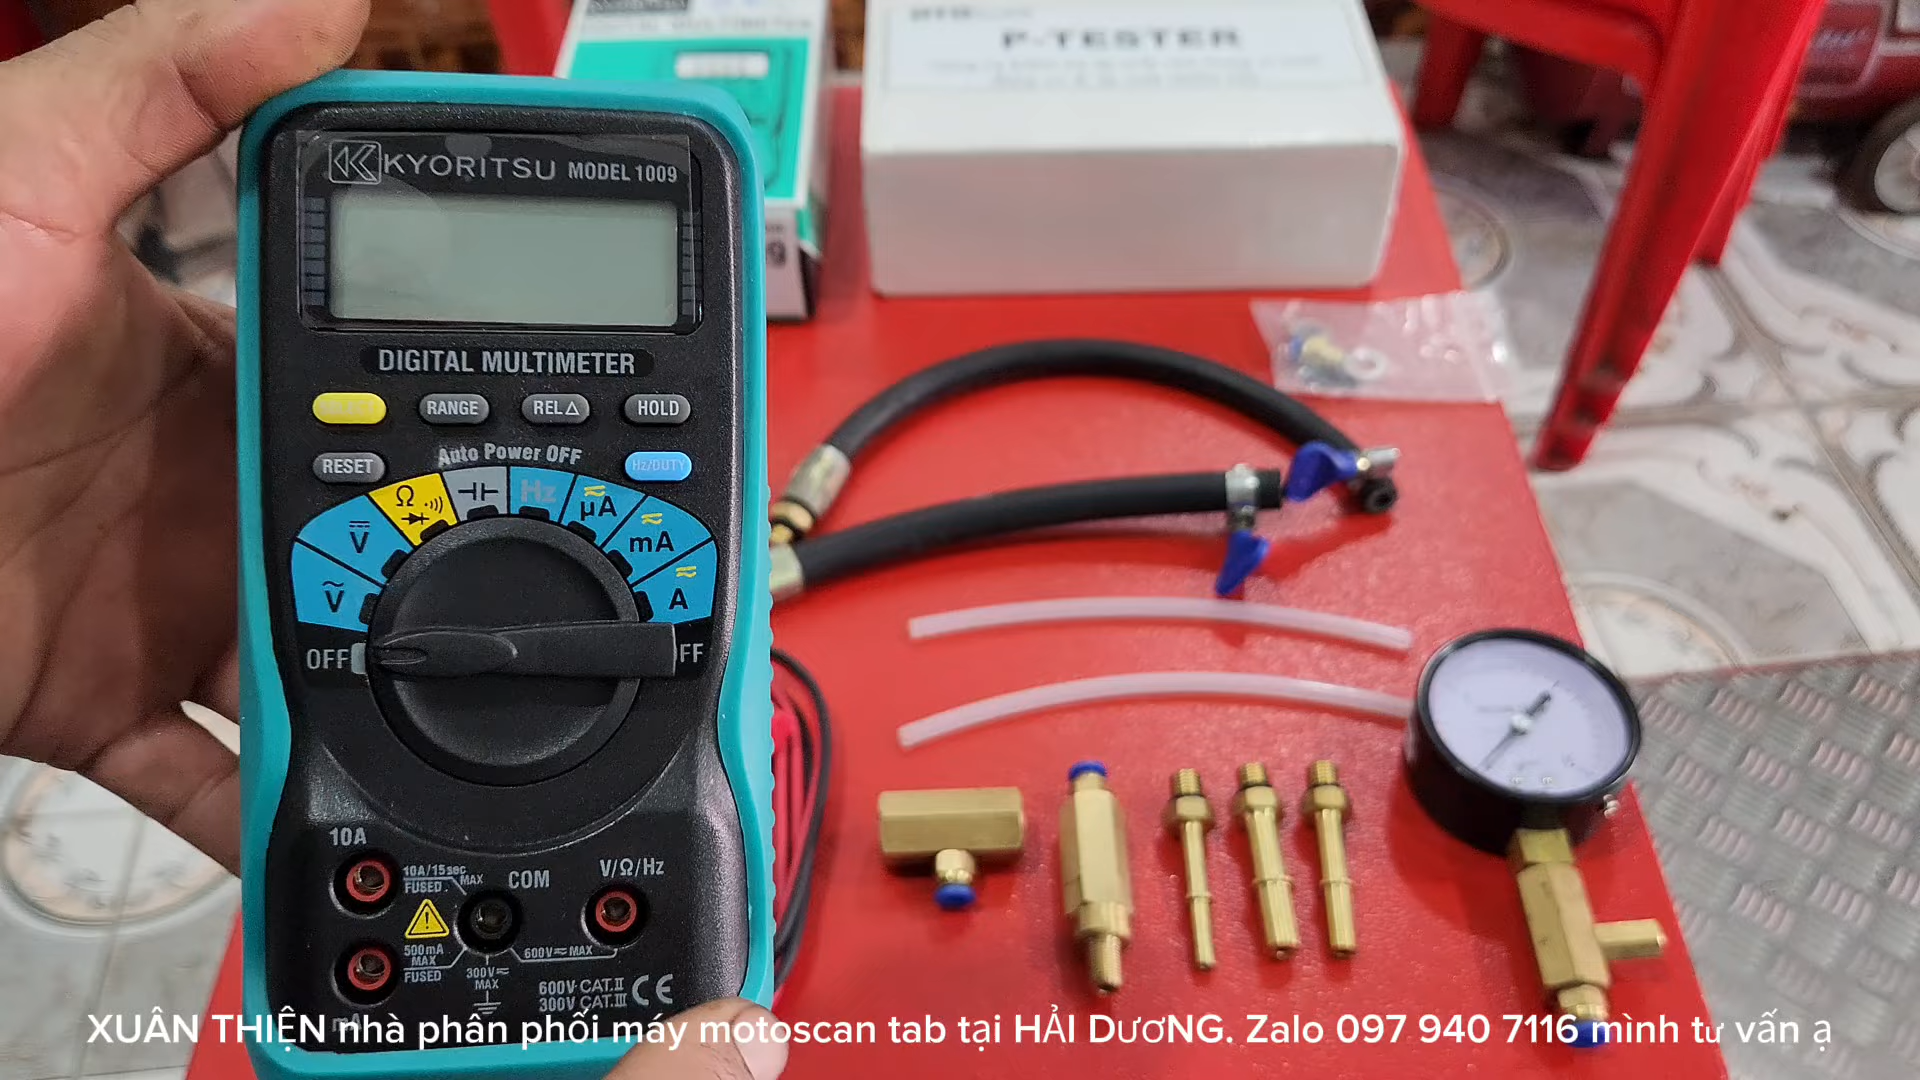 P-TESTER
KYORITSU MODEL 1009
DIGITAL MULTIMETER
SELECT RANGE REL△ HOLD
RESET Auto Power OFF Hz/DUTY
Ω Hz µA
V mA
V A
OFF FF
10A
10A/15sec MAX
FUSED
COM
V/Ω/Hz
500mA MAX
FUSED
300V MAX
600V MAX
600V CAT.II
300V CAT.III
CE
mA
9
XUÂN THIỆN nhà phân phối máy motoscan tab tại HẢI DươNG. Zalo 097 940 7116 mình tư vấn ạ